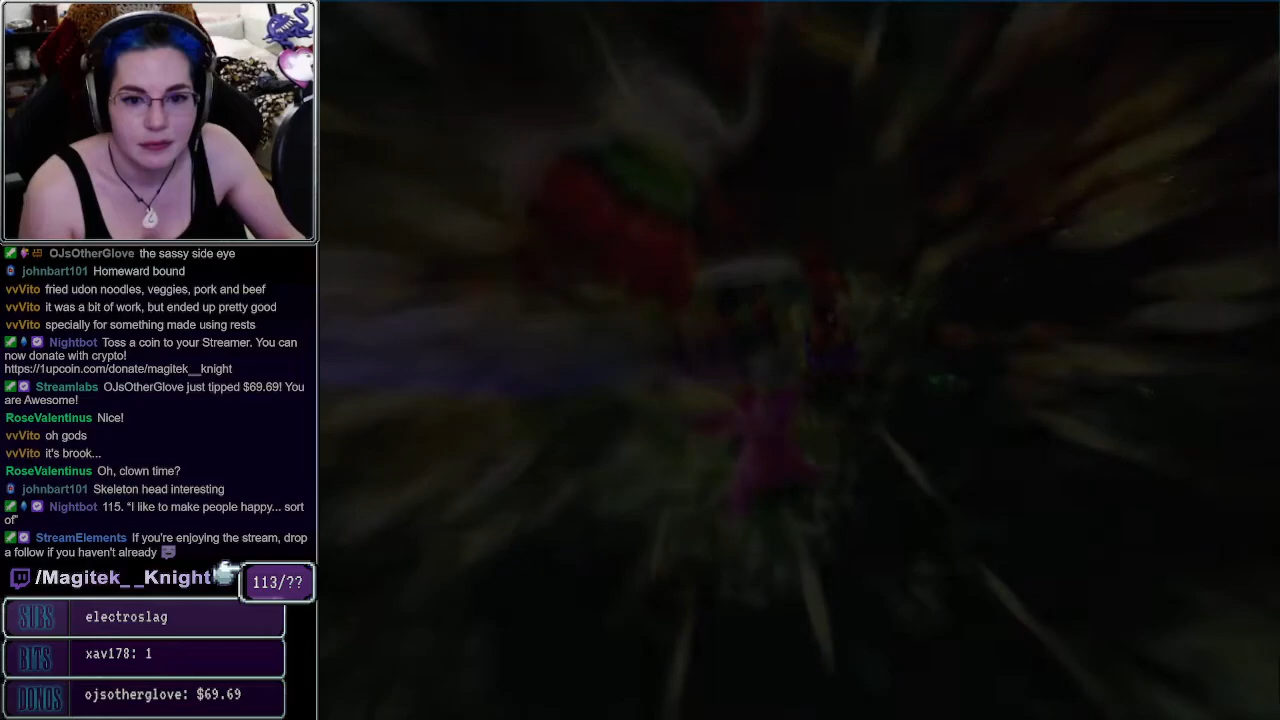 OJsOtherGlove the sassy side eye
johnbart101 Homeward bound
vvVito fried udon noodles, veggies, pork and beef
vvVito it was a bit of work, but ended up pretty good
vvVito specially for something made using rests
Nightbot Toss a coin to your Streamer. You can
now donate with crypto!
https://1upcoin.com/donate/magitek__knight
Streamlabs OJsOtherGlove just tipped $69.69! You
are Awesome!
RoseValentinus Nice!
vvVito oh gods
vvVito it's brook...
RoseValentinus Oh, clown time?
johnbart101 Skeleton head interesting
Nightbot 115. “I like to make people happy... sort
of”
StreamElements If you're enjoying the stream, drop
a follow if you haven't already
/Magitek__Knight
113/??
SUBS electroslag
BITS xav178: 1
DONOS ojsotherglove: $69.69